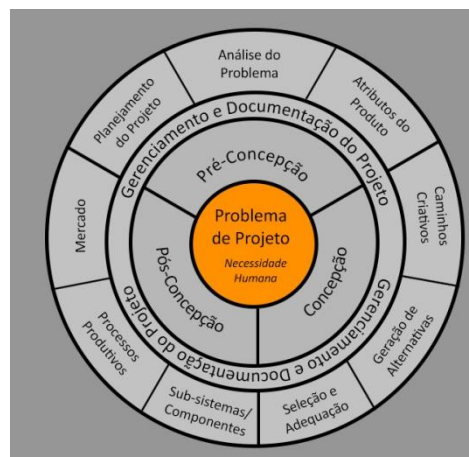 Análise do
Problema
Atributos do
Produto
Caminhos
Criativos
Geração de
Alternativas
Seleção e
Adequação
Sub-sistemas/
Componentes
Processos
Produtivos
Mercado
Planejamento
do Projeto
Gerenciamento e Documentação do Projeto
Gerenciamento e Documentação do Projeto
Pré-Concepção
Concepção
Pós-Concepção
Problema
de Projeto
Necessidade
Humana